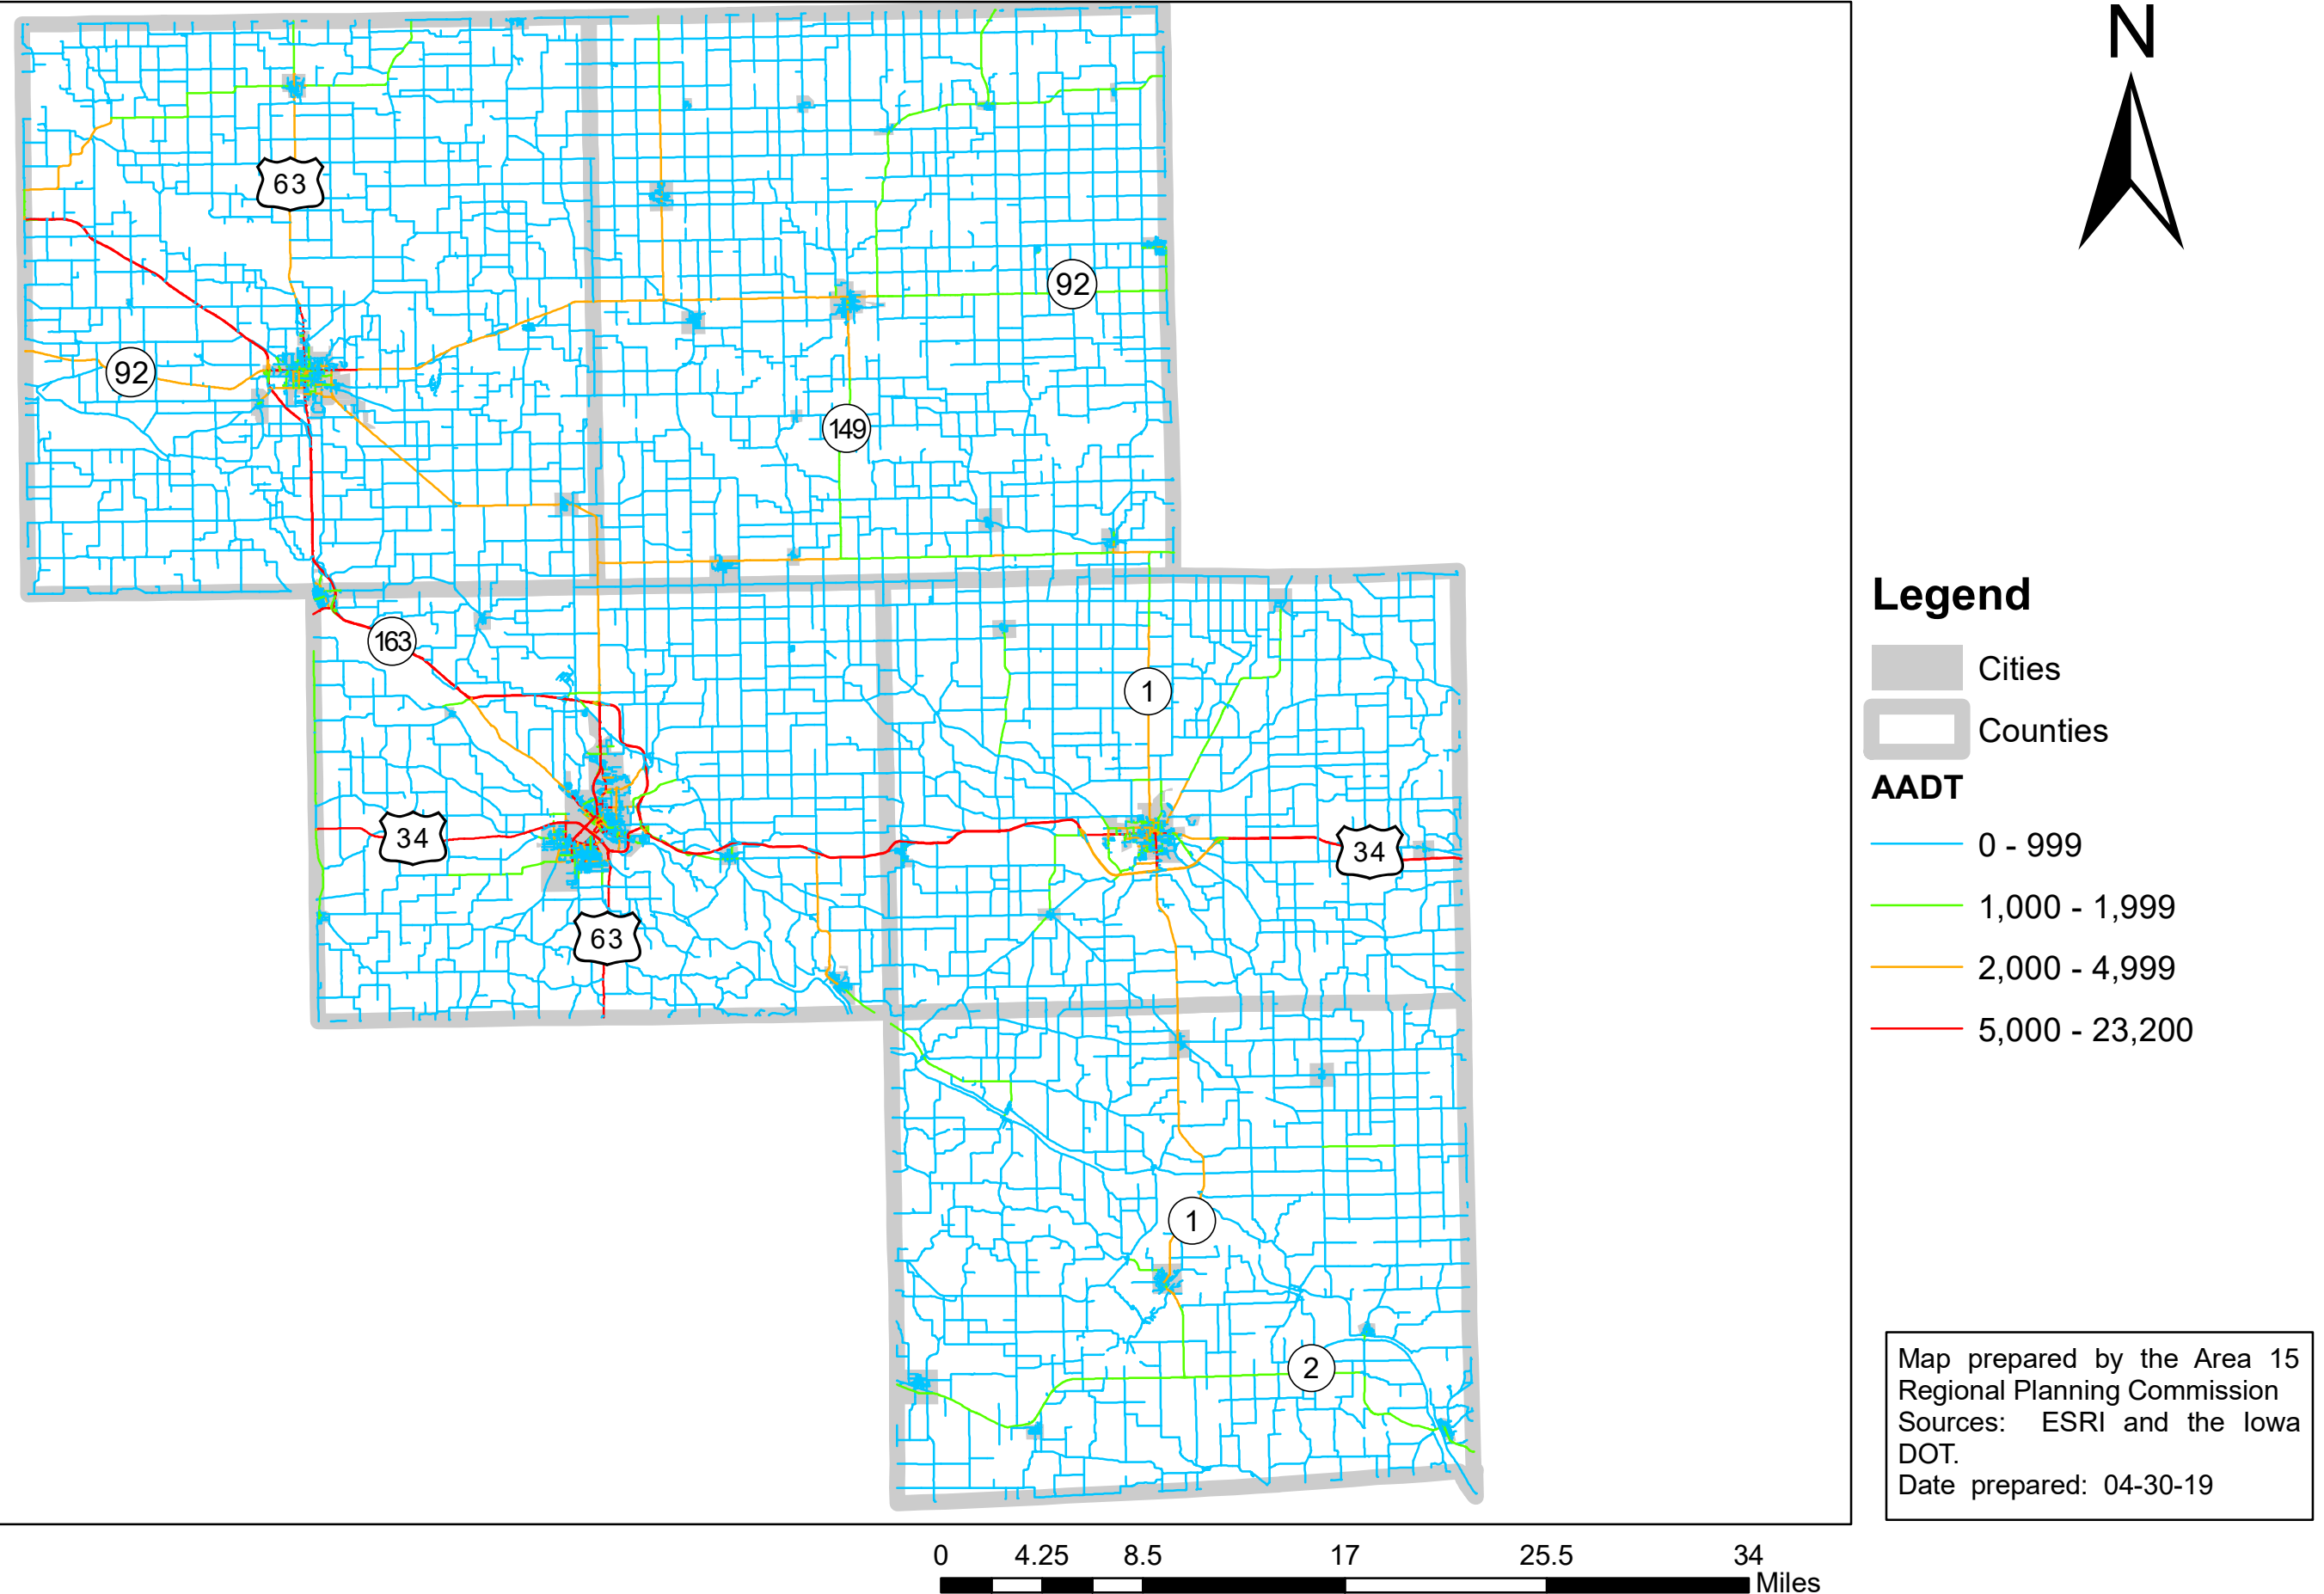 N
63
92
92
149
163
1
34
34
63
1
2
Legend
Cities
Counties
AADT
0 - 999
1,000 - 1,999
2,000 - 4,999
5,000 - 23,200
Map prepared by the Area 15
Regional Planning Commission
Sources: ESRI and the Iowa
DOT.
Date prepared: 04-30-19
0 4.25 8.5 17 25.5 34
Miles